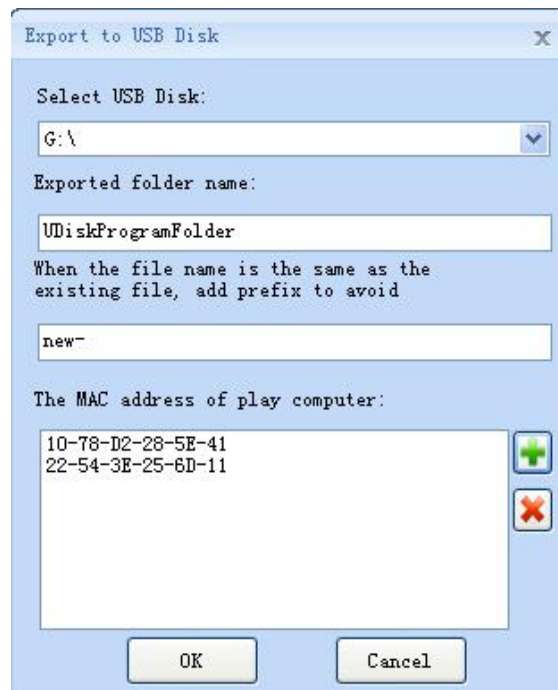 Export to USB Disk
Select USB Disk:
G:\
Exported folder name:
UDiskProgramFolder
When the file name is the same as the
existing file, add prefix to avoid
new-
The MAC address of play computer:
10-78-D2-28-5E-41
22-54-3E-25-6D-11
OK
Cancel